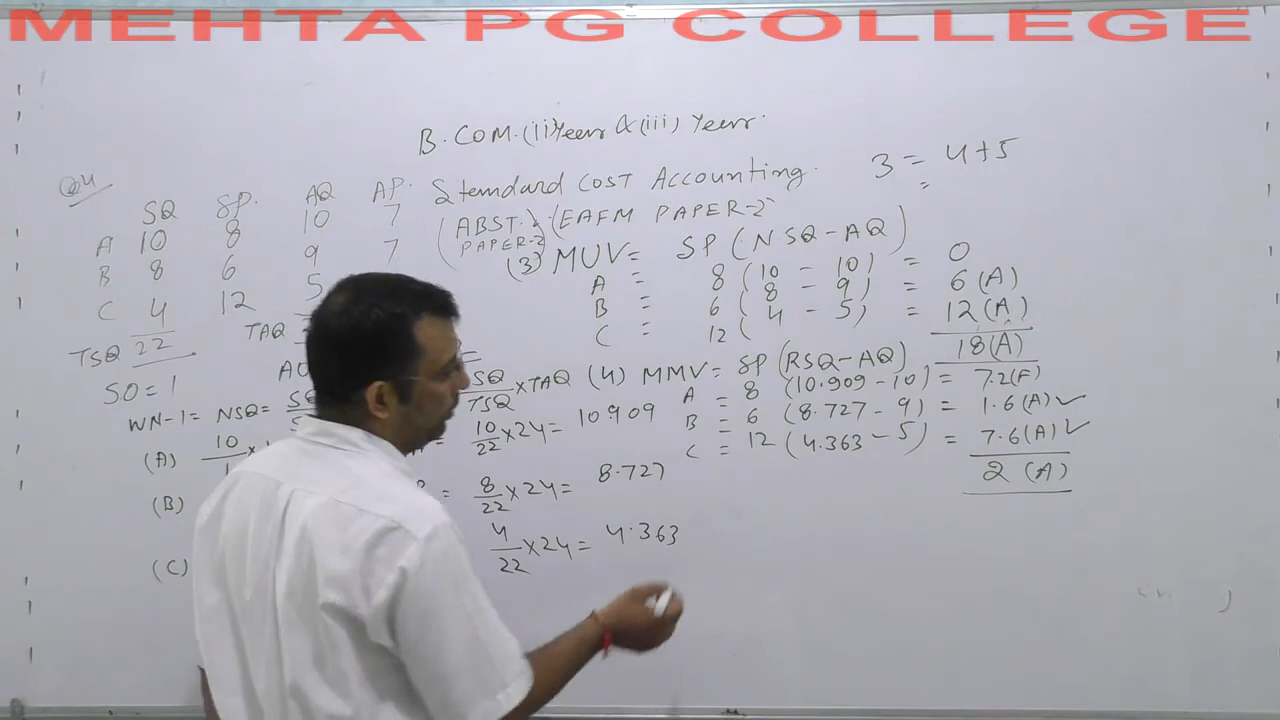 MEHTA PG COLLEGE
B.COM.(ii)Year & (iii) Year.
Standard COST Accounting.
(ABST. PAPER-2) (EAFM PAPER-2)
3 = 4+5
Q4
SQ SP. AQ AP.
A 10 8 10 7
B 8 6 9 7
C 4 12 5
TSQ 22 TAQ
SO=1
WN-1= NSQ=
(A) 10
(B)
(C)
SQ/TSQ × TAQ
= 10/22 × 24 = 10.909
= 8/22 × 24 = 8.727
4/22 × 24 = 4.363
(3) MUV= SP (NSQ-AQ)
A = 8 (10 - 10) = 0
B = 6 (8 - 9) = 6 (A)
C = 12 (4 - 5) = 12 (A)
18 (A)
(4) MMV= SP (RSQ-AQ)
A = 8 (10.909-10) = 7.2(F)
B = 6 (8.727-9) = 1.6(A) ✓
C = 12 (4.363-5) = 7.6(A) ✓
2 (A)